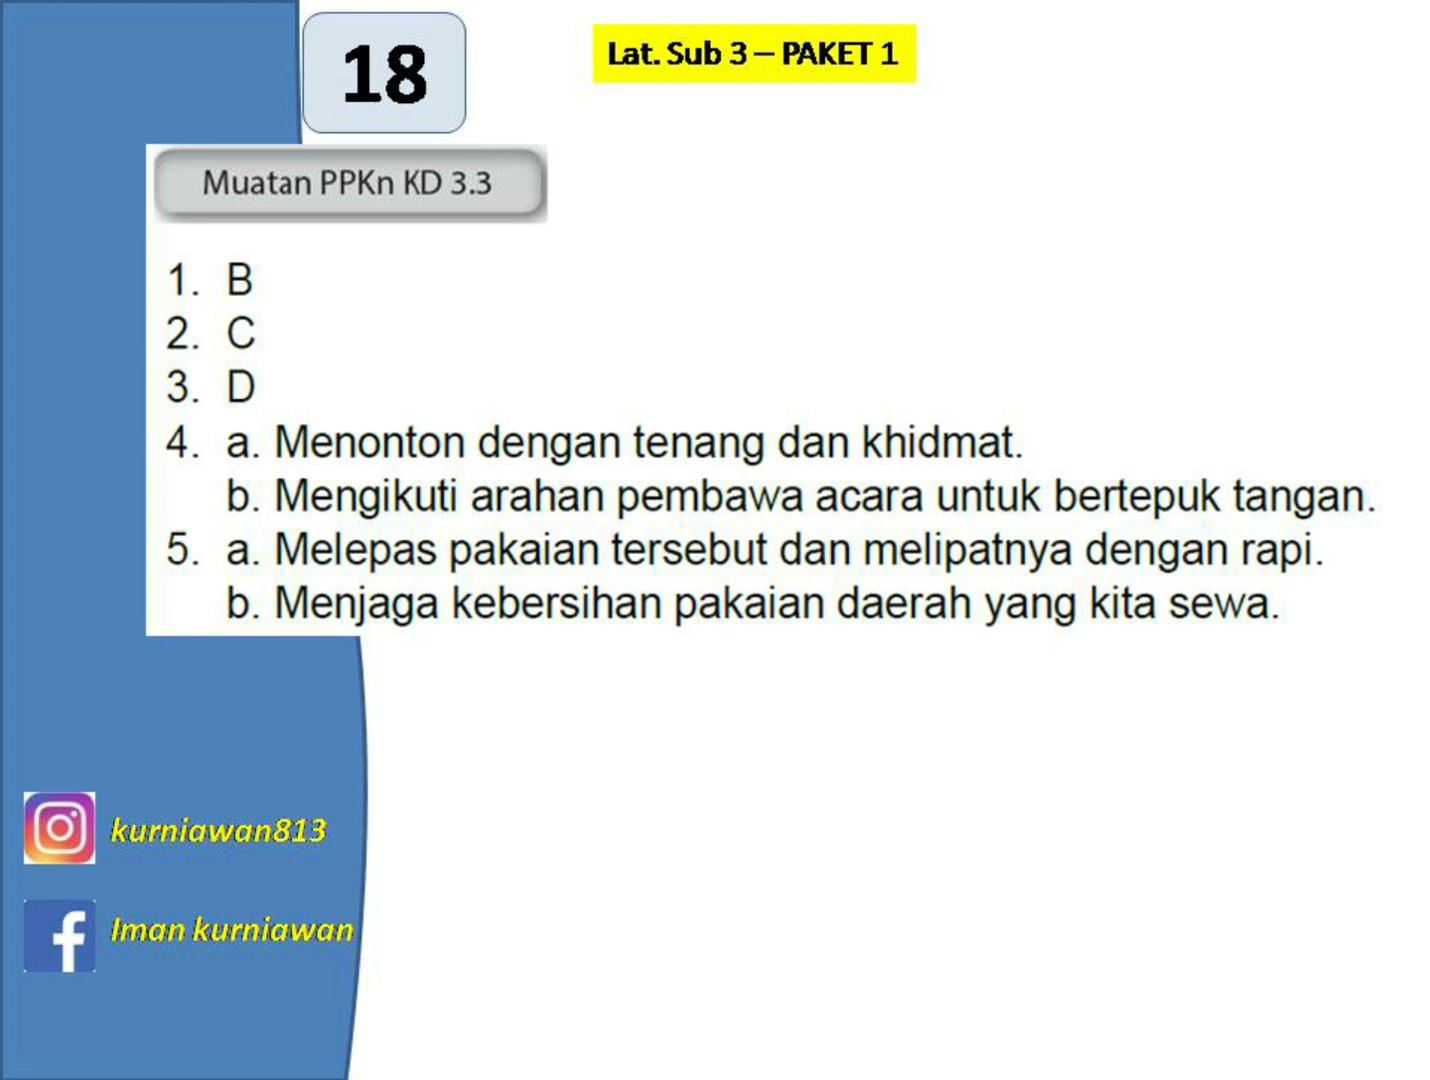 18
Lat. Sub 3 – PAKET 1
Muatan PPKn KD 3.3
1. B
2. C
3. D
4. a. Menonton dengan tenang dan khidmat.
b. Mengikuti arahan pembawa acara untuk bertepuk tangan.
5. a. Melepas pakaian tersebut dan melipatnya dengan rapi.
b. Menjaga kebersihan pakaian daerah yang kita sewa.
kurniawan813
Iman kurniawan